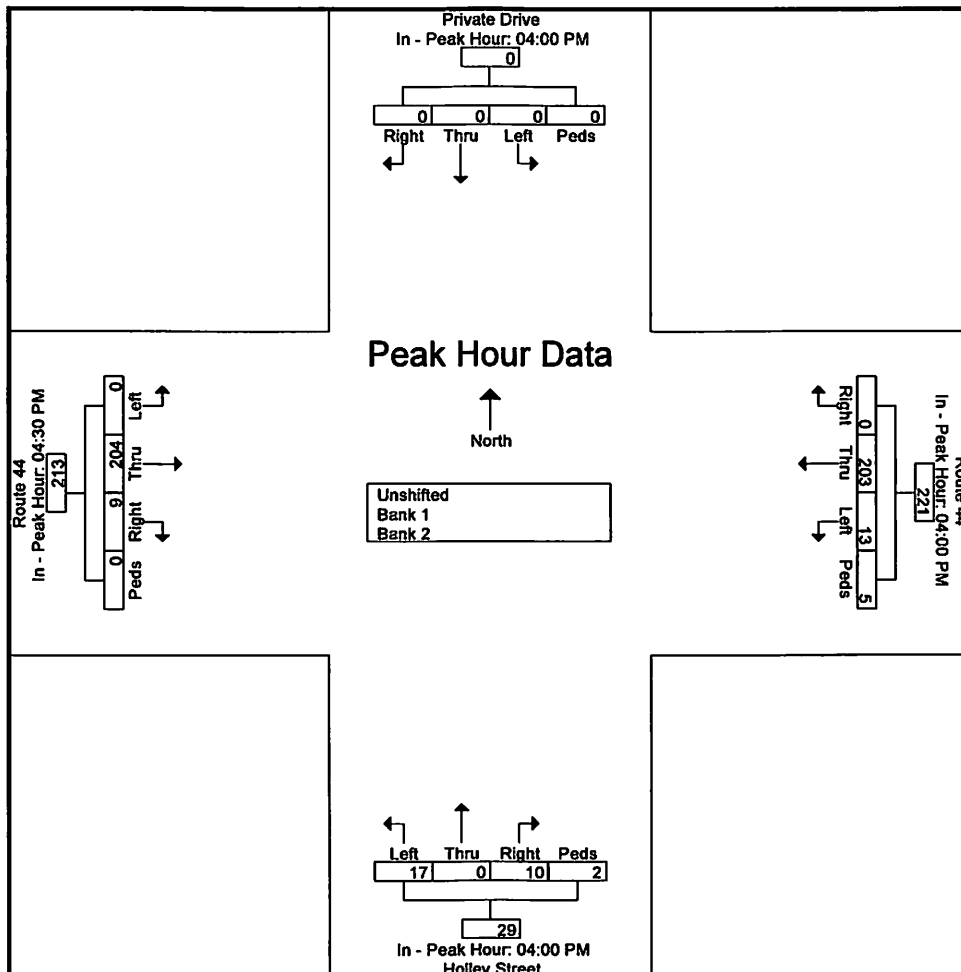 Private Drive
In - Peak Hour: 04:00 PM
0
0 0 0 0
Right Thru Left Peds
Peak Hour Data
North
Unshifted
Bank 1
Bank 2
Route 44
In - Peak Hour: 04:30 PM
213
0 204 9 0
Left Thru Right Peds
Route 44
In - Peak Hour: 04:00 PM
221
0 203 13 5
Right Thru Left Peds
Left Thru Right Peds
17 0 10 2
29
In - Peak Hour: 04:00 PM
Holley Street